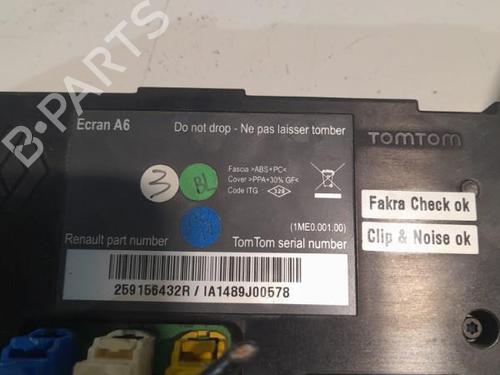 B-PARTS
Ecran A6
Do not drop - Ne pas laisser tomber
TOMTOM
3
BL
Fascia >ABS+PC<
Cover >PPA+30% GF<
Code ITG
328
Fakra Check ok
Clip & Noise ok
(1ME0.001.00)
Renault part number
TomTom serial number
259156432R / IA1489J00578